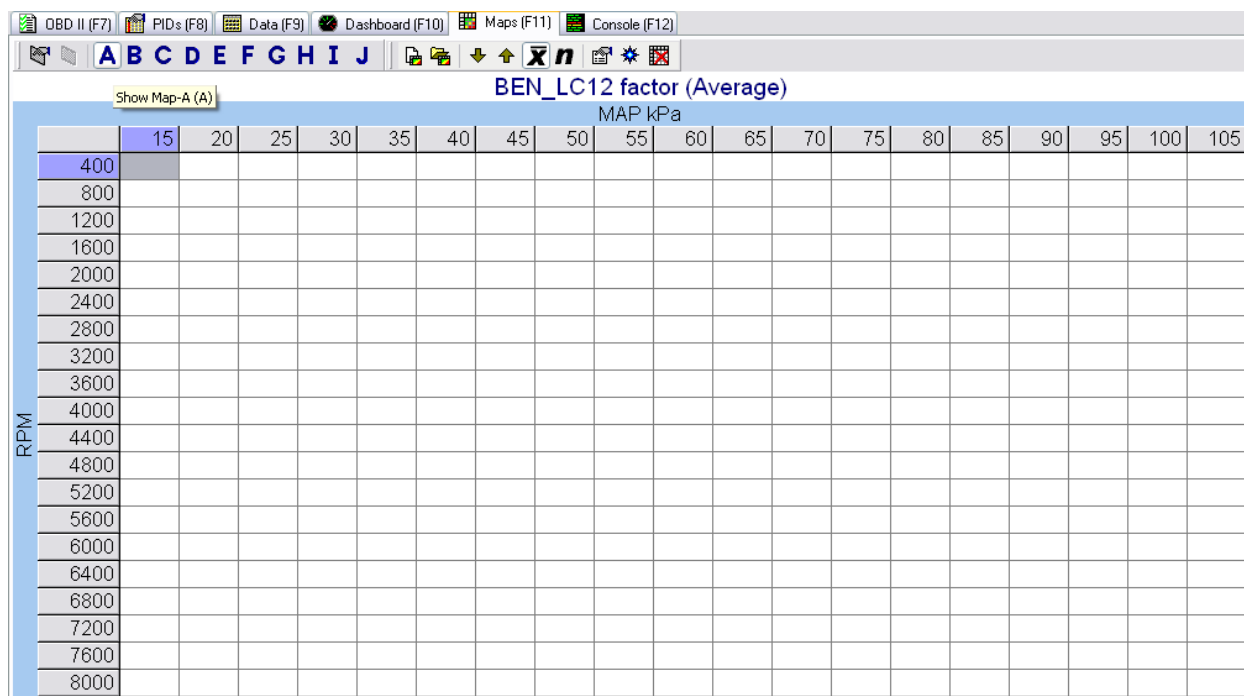 OBD II (F7) PIDs (F8) Data (F9) Dashboard (F10) Maps (F11) Console (F12)
A B C D E F G H I J x̅ n
BEN_LC12 factor (Average)
Show Map-A (A)
MAP kPa
15 20 25 30 35 40 45 50 55 60 65 70 75 80 85 90 95 100 105
400
800
1200
1600
2000
2400
2800
3200
3600
4000
RPM
4400
4800
5200
5600
6000
6400
6800
7200
7600
8000